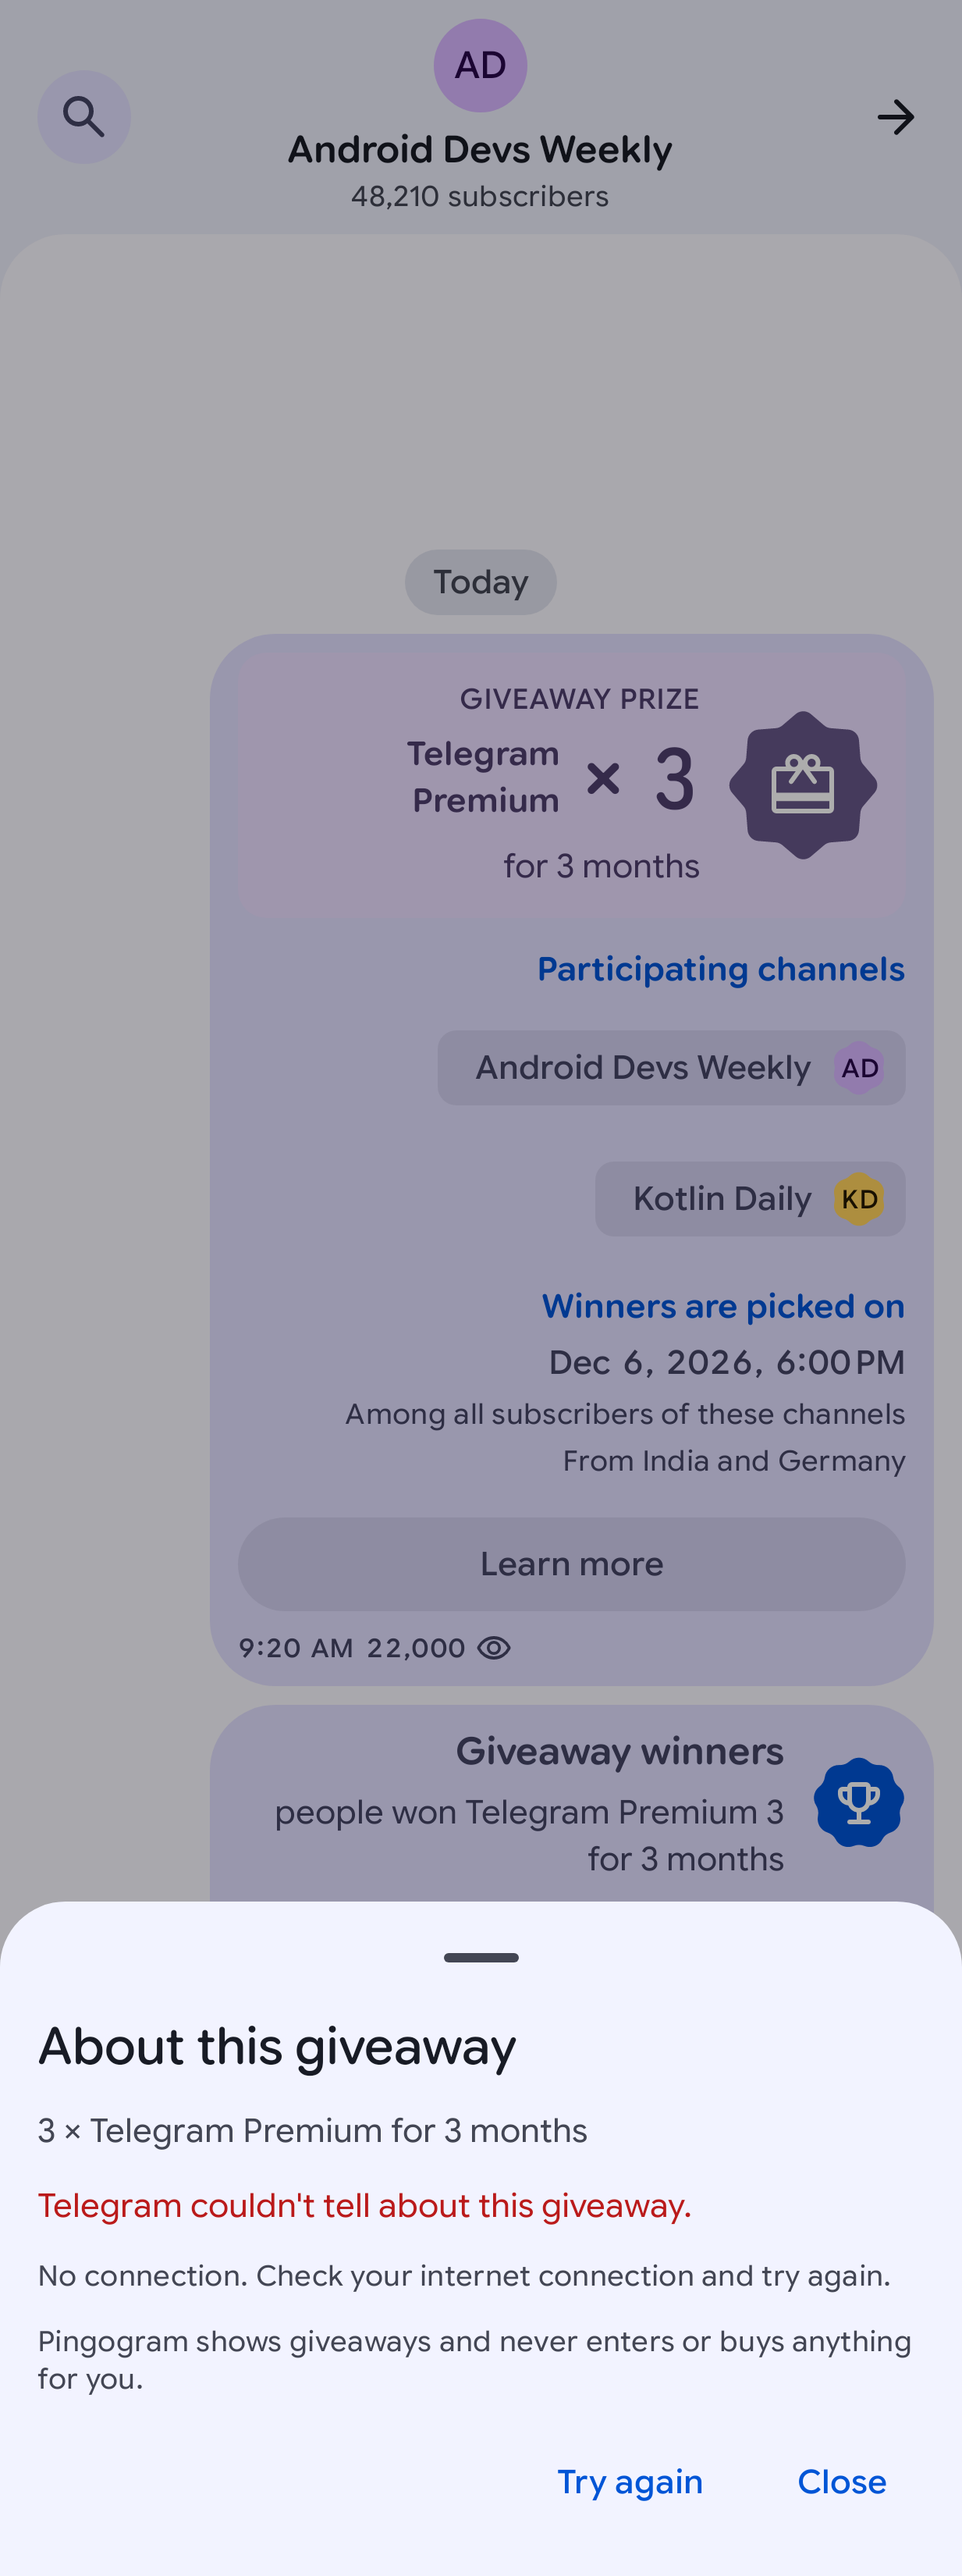 AD
Android Devs Weekly
48,210 subscribers
Today
GIVEAWAY PRIZE
Telegram
Premium
× 3
for 3 months
Participating channels
Android Devs Weekly AD
Kotlin Daily KD
Winners are picked on
Dec 6, 2026, 6:00 PM
Among all subscribers of these channels
From India and Germany
Learn more
9:20 AM 22,000
Giveaway winners
people won Telegram Premium 3
for 3 months
About this giveaway
3 × Telegram Premium for 3 months
Telegram couldn't tell about this giveaway.
No connection. Check your internet connection and try again.
Pingogram shows giveaways and never enters or buys anything
for you.
Try again Close